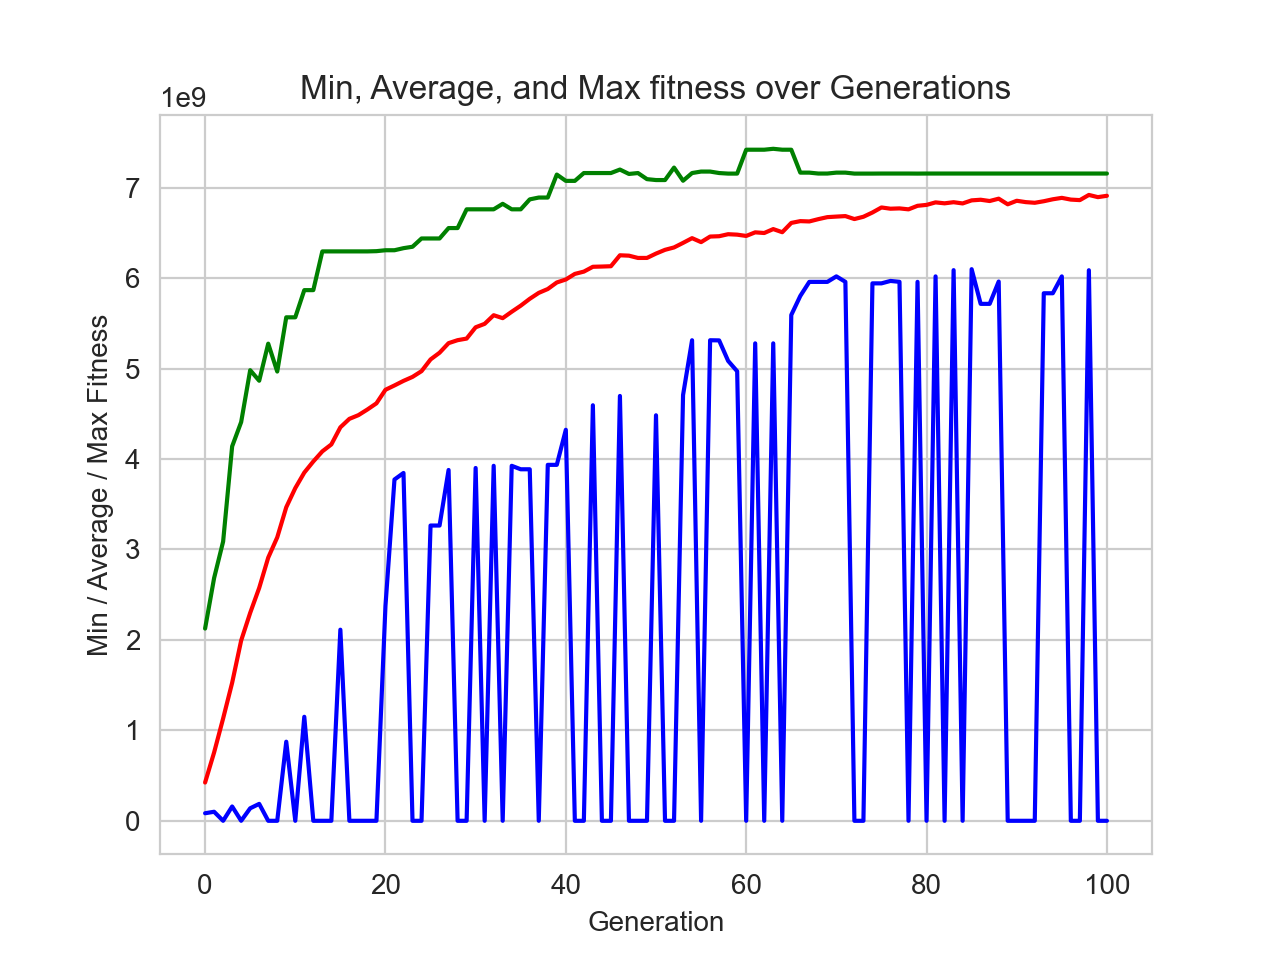 Min, Average, and Max fitness over Generations
1e9
7
6
5
4
3
2
1
0
Min / Average / Max Fitness
0 20 40 60 80 100
Generation